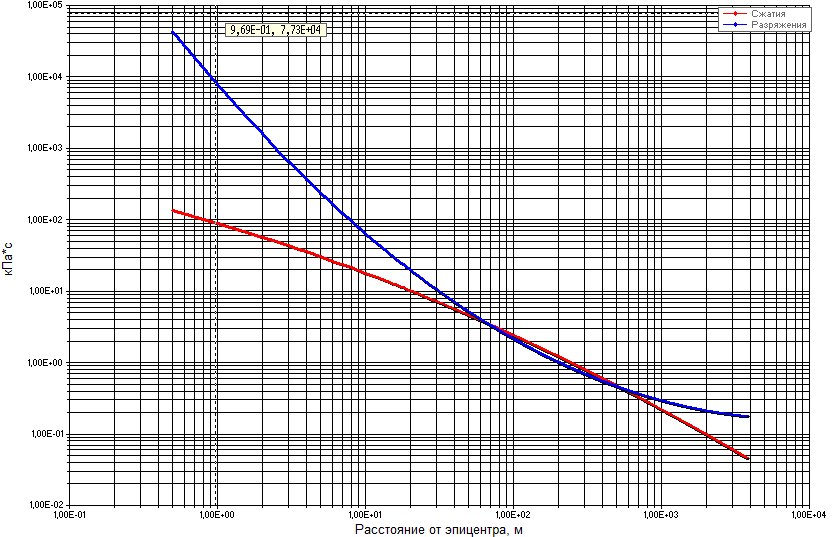 1,00E+05
Сжатия
Разряжения
9,69E-01, 7,73E+04
1,00E+04
1,00E+03
1,00E+02
кПа*с
1,00E+01
1,00E+00
1,00E-01
1,00E-02
1,00E-01 1,00E+00 1,00E+01 1,00E+02 1,00E+03 1,00E+04
Расстояние от эпицентра, м